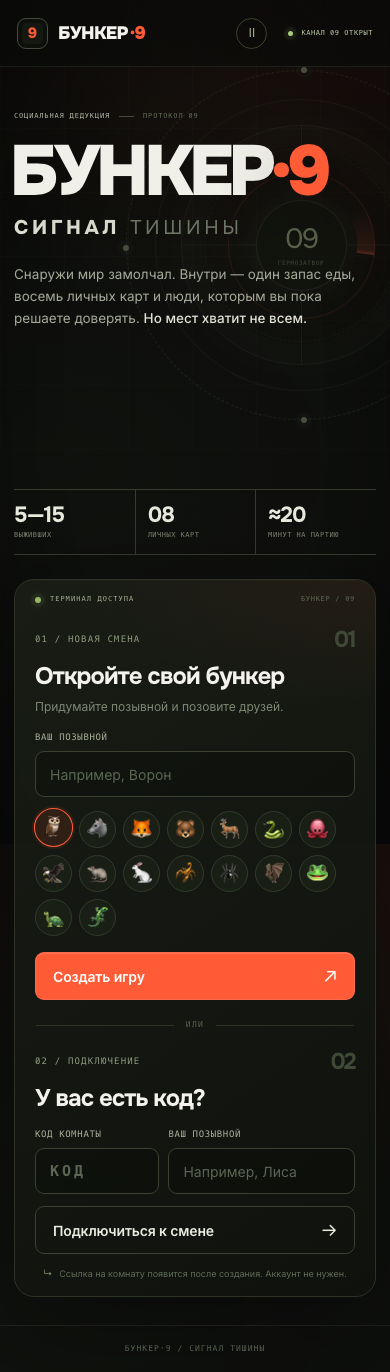 9 БУНКЕР·9 II КАНАЛ 09 ОТКРЫТ
СОЦИАЛЬНАЯ ДЕДУКЦИЯ — ПРОТОКОЛ 09
БУНКЕР·9
СИГНАЛ ТИШИНЫ
09
ГЕРМОЗАТВОР
Снаружи мир замолчал. Внутри — один запас еды,
восемь личных карт и люди, которым вы пока
решаете доверять. Но мест хватит не всем.
5—15 08 ≈20
ВЫЖИВШИХ ЛИЧНЫХ КАРТ МИНУТ НА ПАРТИЮ
ТЕРМИНАЛ ДОСТУПА БУНКЕР / 09
01 / НОВАЯ СМЕНА 01
Откройте свой бункер
Придумайте позывной и позовите друзей.
ВАШ ПОЗЫВНОЙ
Например, Ворон
Создать игру ↗
ИЛИ
02 / ПОДКЛЮЧЕНИЕ 02
У вас есть код?
КОД КОМНАТЫ ВАШ ПОЗЫВНОЙ
КОД Например, Лиса
Подключиться к смене →
↳ Ссылка на комнату появится после создания. Аккаунт не нужен.
БУНКЕР·9 / СИГНАЛ ТИШИНЫ